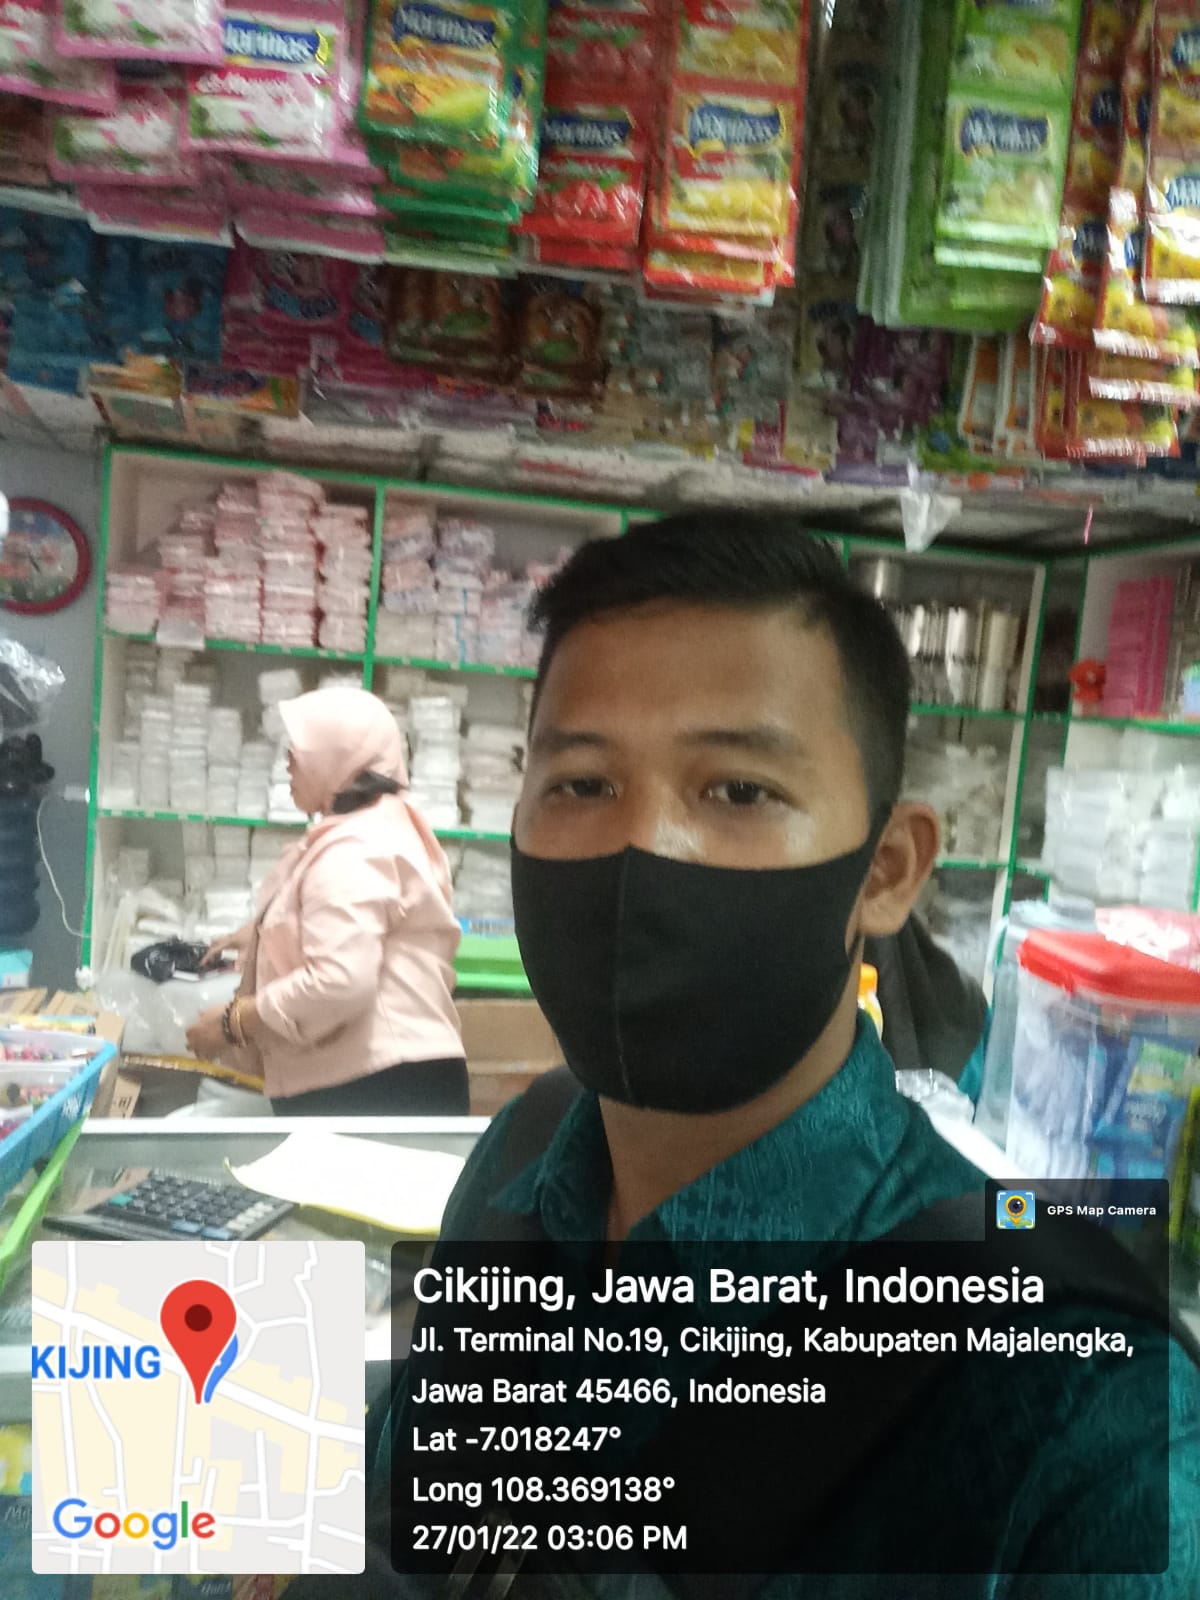 Marimas
Marimas
Marimas
Marimas
Marimas
GPS Map Camera
Cikijing, Jawa Barat, Indonesia
Jl. Terminal No.19, Cikijing, Kabupaten Majalengka,
Jawa Barat 45466, Indonesia
Lat -7.018247°
Long 108.369138°
27/01/22 03:06 PM
KIJING
Google